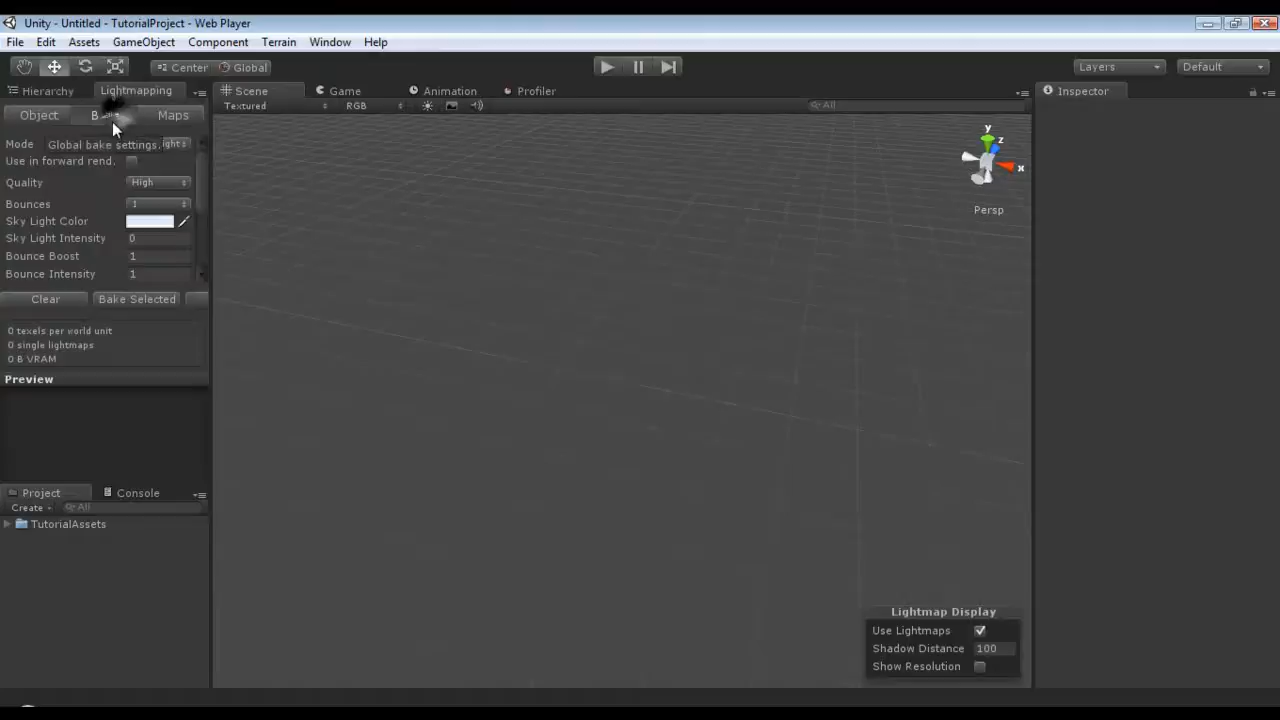 Unity - Untitled - TutorialProject - Web Player
File Edit Assets GameObject Component Terrain Window Help
Center Global Layers Default
Hierarchy Lightmapping Scene Game Animation Profiler Inspector
Object Maps Textured RGB All
Mode Global bake settings.
Use in forward rend.
Quality High
Bounces 1
Sky Light Color
Sky Light Intensity 0
Bounce Boost 1
Bounce Intensity 1
Clear Bake Selected
0 texels per world unit
0 single lightmaps
0 B VRAM
Preview
Project Console
Create All
TutorialAssets
y
z
x
Persp
Lightmap Display
Use Lightmaps
Shadow Distance 100
Show Resolution